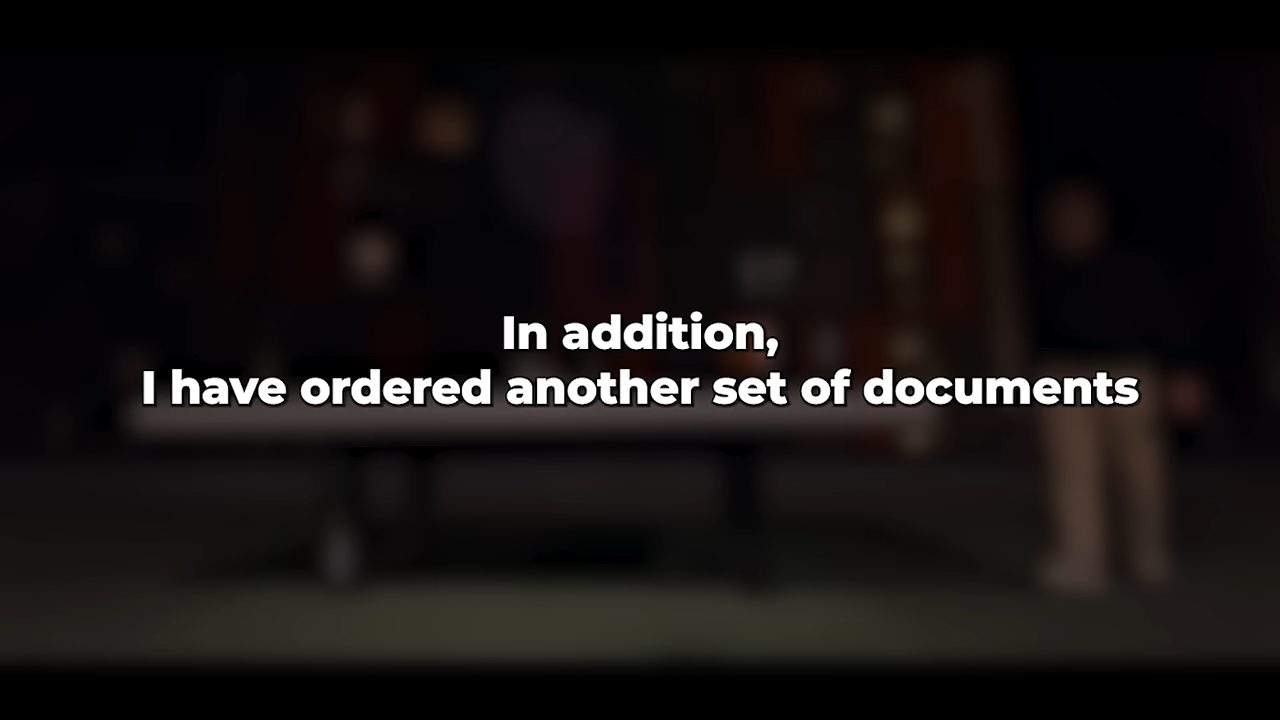 In addition,
I have ordered another set of documents